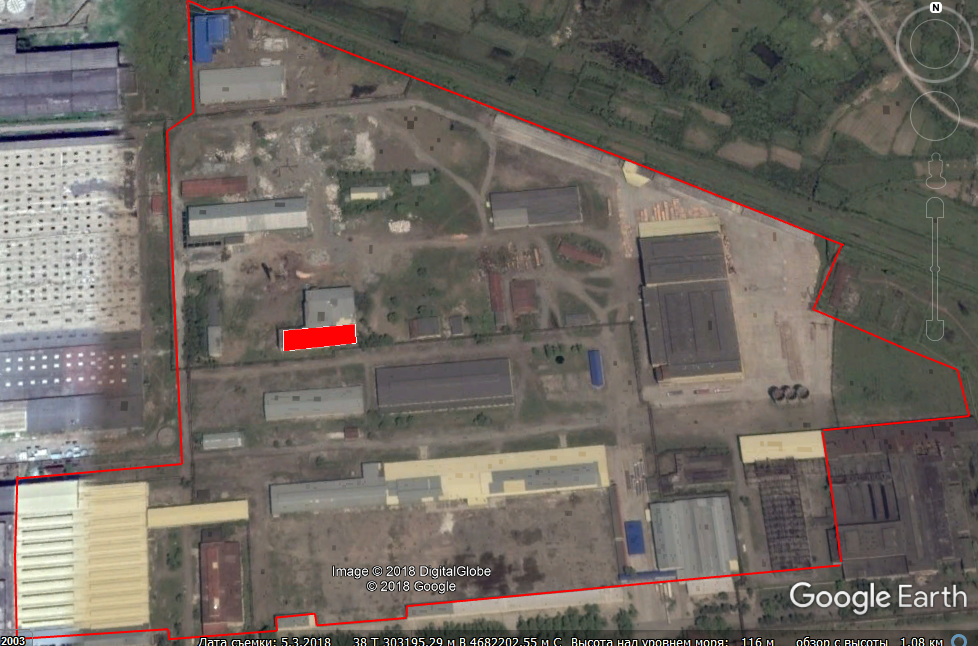 N
Image © 2018 DigitalGlobe
© 2018 Google
Google Earth
2003
Дата съемки: 5.3.2018 38 T 303195.29 м В 4682202.55 м С Высота над уровнем моря: 116 м обзор с высоты 1.08 км